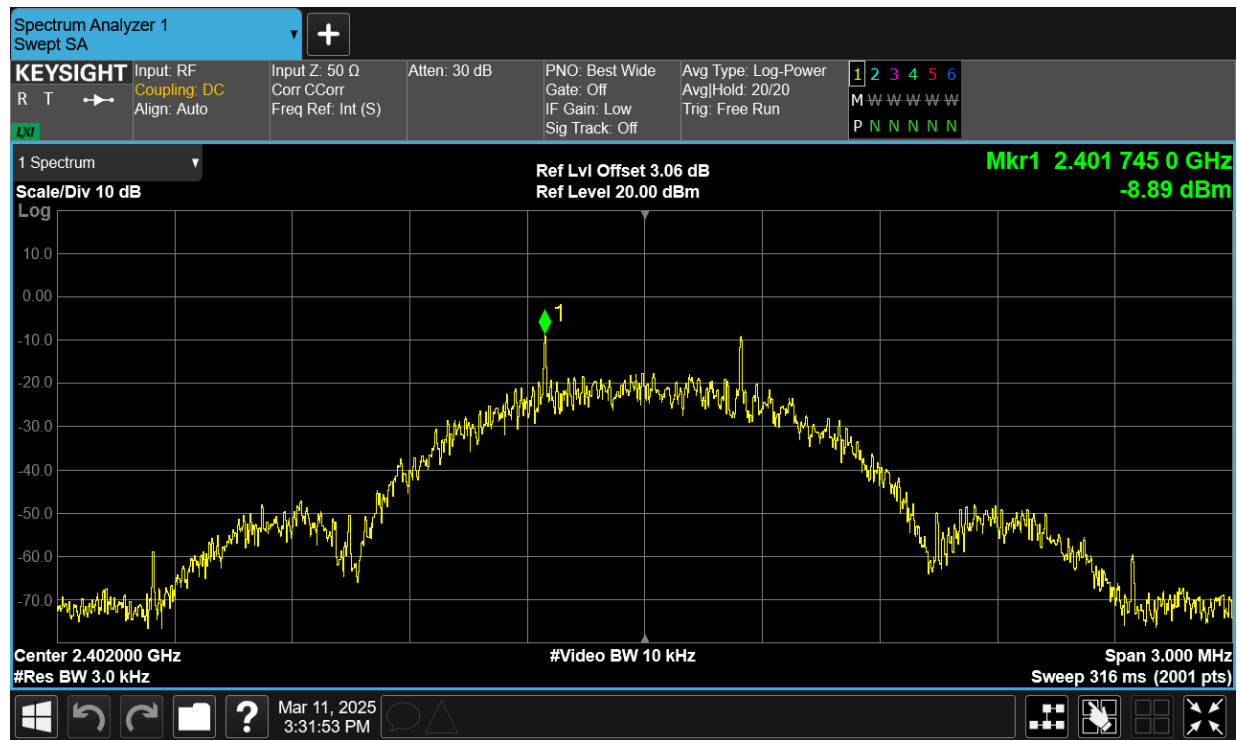 Spectrum Analyzer 1
Swept SA
+
KEYSIGHT
R T
LXI
Input: RF
Coupling: DC
Align: Auto
Input Z: 50 Ω
Corr CCorr
Freq Ref: Int (S)
Atten: 30 dB
PNO: Best Wide
Gate: Off
IF Gain: Low
Sig Track: Off
Avg Type: Log-Power
Avg|Hold: 20/20
Trig: Free Run
1 2 3 4 5 6
M W W W W W
P N N N N N
1 Spectrum
Scale/Div 10 dB
Log
Ref Lvl Offset 3.06 dB
Ref Level 20.00 dBm
Mkr1 2.401 745 0 GHz
-8.89 dBm
10.0
0.00
-10.0
-20.0
-30.0
-40.0
-50.0
-60.0
-70.0
1
Center 2.402000 GHz
#Res BW 3.0 kHz
#Video BW 10 kHz
Span 3.000 MHz
Sweep 316 ms (2001 pts)
?
Mar 11, 2025
3:31:53 PM